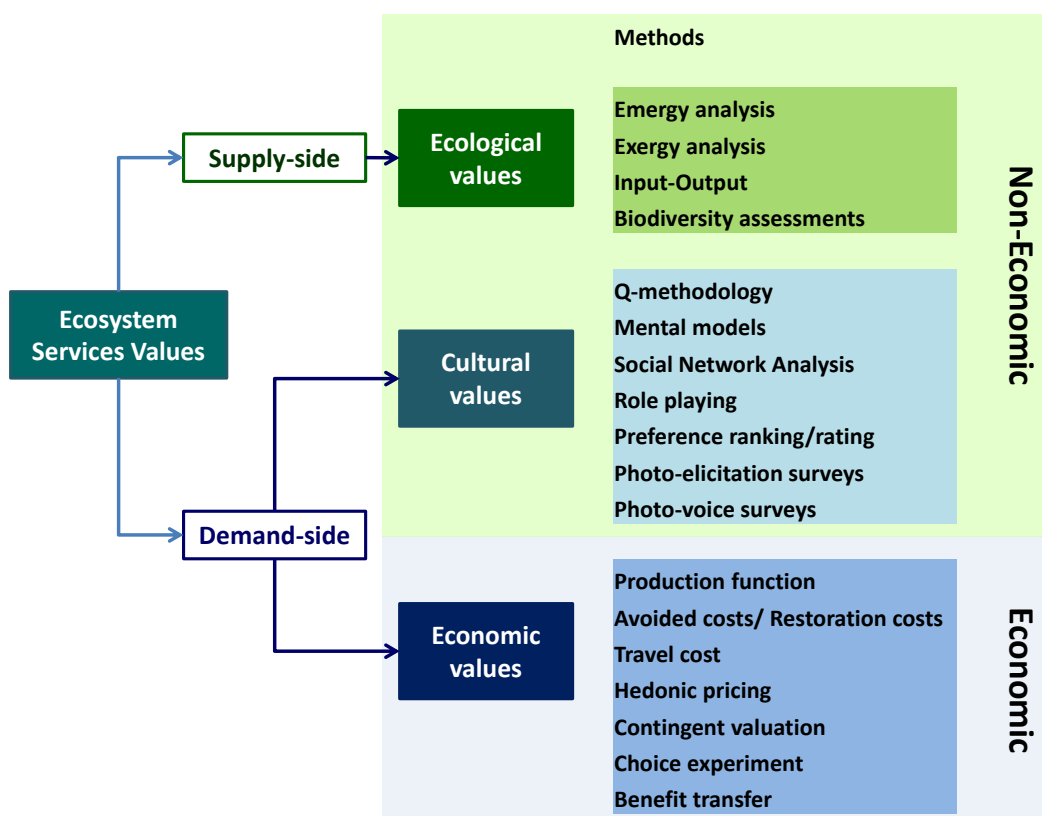 Methods
Emergy analysis
Exergy analysis
Input-Output
Biodiversity assessments
Ecological
values
Supply-side
Non-Economic
Ecosystem
Services Values
Q-methodology
Mental models
Social Network Analysis
Role playing
Preference ranking/rating
Photo-elicitation surveys
Photo-voice surveys
Cultural
values
Demand-side
Economic
values
Production function
Avoided costs/ Restoration costs
Travel cost
Hedonic pricing
Contingent valuation
Choice experiment
Benefit transfer
Economic